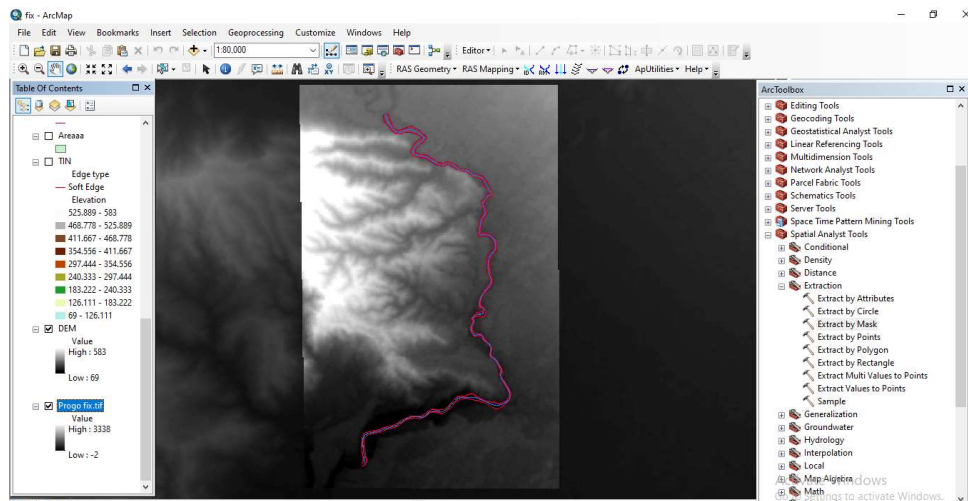 fix - ArcMap
File Edit View Bookmarks Insert Selection Geoprocessing Customize Windows Help
1:80,000
Editor
RAS Geometry RAS Mapping ApUtilities Help
Table Of Contents
Areaaa
TIN
Edge type
Soft Edge
Elevation
525.889 - 583
468.778 - 525.889
411.667 - 468.778
354.556 - 411.667
297.444 - 354.556
240.333 - 297.444
183.222 - 240.333
126.111 - 183.222
69 - 126.111
DEM
Value
High : 583
Low : 69
Progo fix.tif
Value
High : 3338
Low : -2
ArcToolbox
Editing Tools
Geocoding Tools
Geostatistical Analyst Tools
Linear Referencing Tools
Multidimension Tools
Network Analyst Tools
Parcel Fabric Tools
Schematics Tools
Server Tools
Space Time Pattern Mining Tools
Spatial Analyst Tools
Conditional
Density
Distance
Extraction
Extract by Attributes
Extract by Circle
Extract by Mask
Extract by Points
Extract by Polygon
Extract by Rectangle
Extract Multi Values to Points
Extract Values to Points
Sample
Generalization
Groundwater
Hydrology
Interpolation
Local
Map Algebra
Math
Activate Windows
Settings to activate Windows.